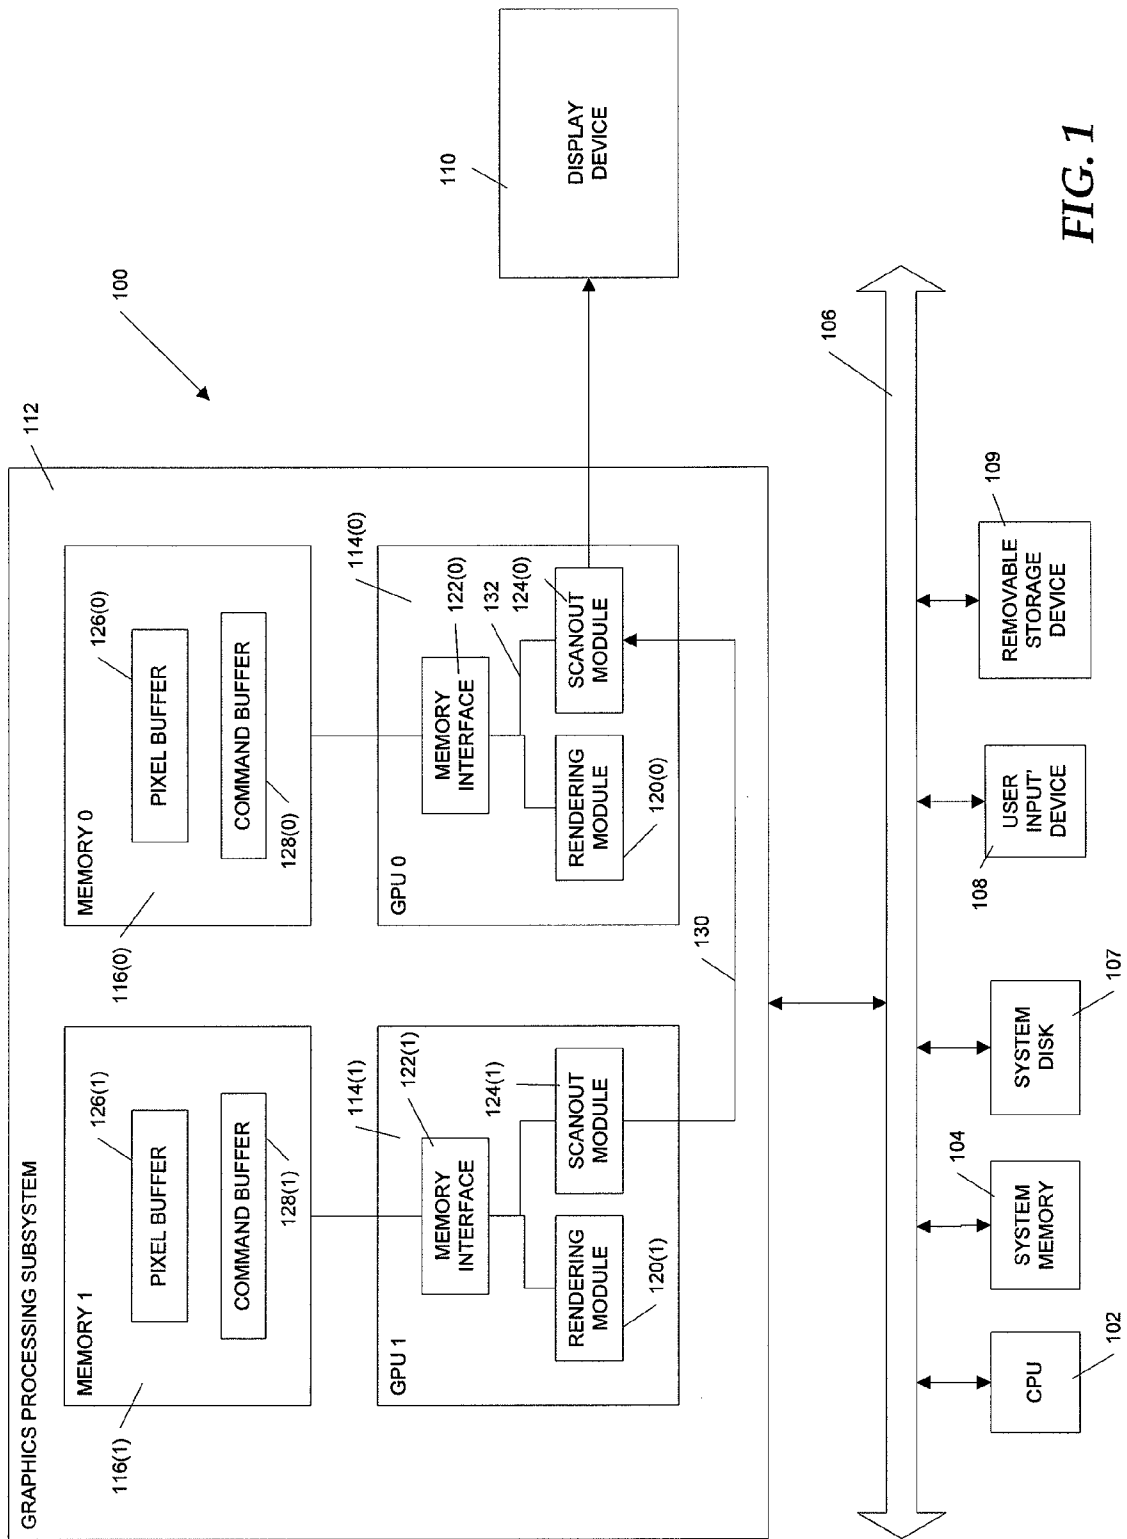 GRAPHICS PROCESSING SUBSYSTEM
112
100
MEMORY 1
116(1)
PIXEL BUFFER
126(1)
COMMAND BUFFER
128(1)
MEMORY 0
116(0)
PIXEL BUFFER
126(0)
COMMAND BUFFER
128(0)
GPU 1
114(1)
MEMORY
INTERFACE
122(1)
RENDERING
MODULE
120(1)
SCANOUT
MODULE
124(1)
GPU 0
114(0)
MEMORY
INTERFACE
122(0)
132
RENDERING
MODULE
120(0)
SCANOUT
MODULE
124(0)
130
110
DISPLAY
DEVICE
106
CPU
102
SYSTEM
MEMORY
104
SYSTEM
DISK
107
USER
INPUT'
DEVICE
108
REMOVABLE
STORAGE
DEVICE
109
FIG. 1